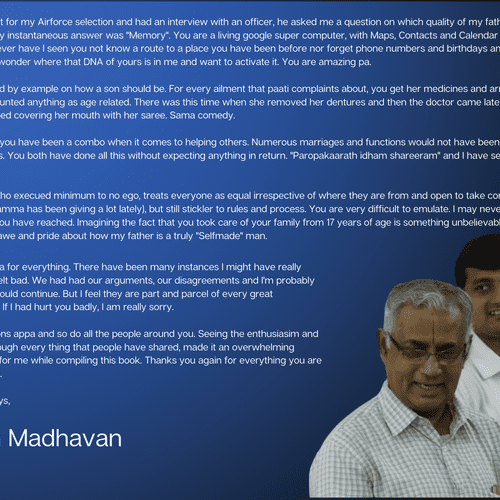 t for my Airforce selection and had an interview with an officer, he asked me a question on which quality of my fath
y instantaneous answer was "Memory". You are a living google super computer, with Maps, Contacts and Calendar
ever have I seen you not know a route to a place you have been before nor forget phone numbers and birthdays an
wonder where that DNA of yours is in me and want to activate it. You are amazing pa.
d by example on how a son should be. For every ailment that paati complaints about, you get her medicines and arr
unted anything as age related. There was this time when she removed her dentures and then the doctor came late
ed covering her mouth with her saree. Sama comedy.
you have been a combo when it comes to helping others. Numerous marriages and functions would not have been
s. You both have done all this without expecting anything in return. "Paropakaarath idham shareeram" and I have se
ho execued minimum to no ego, treats everyone as equal irrespective of where they are from and open to take con
amma has been giving a lot lately), but still stickler to rules and process. You are very difficult to emulate. I may never
ou have reached. Imagining the fact that you took care of your family from 17 years of age is something unbelievabl
awe and pride about how my father is a truly "Selfmade" man.
a for everything. There have been many instances I might have really
elt bad. We had had our arguments, our disagreements and I'm probably
ould continue. But I feel they are part and parcel of every great
If I had hurt you badly, I am really sorry.
ons appa and so do all the people around you. Seeing the enthusiasim and
ough every thing that people have shared, made it an overwhelming
for me while compiling this book. Thanks you again for everything you are
.
ys,
Madhavan